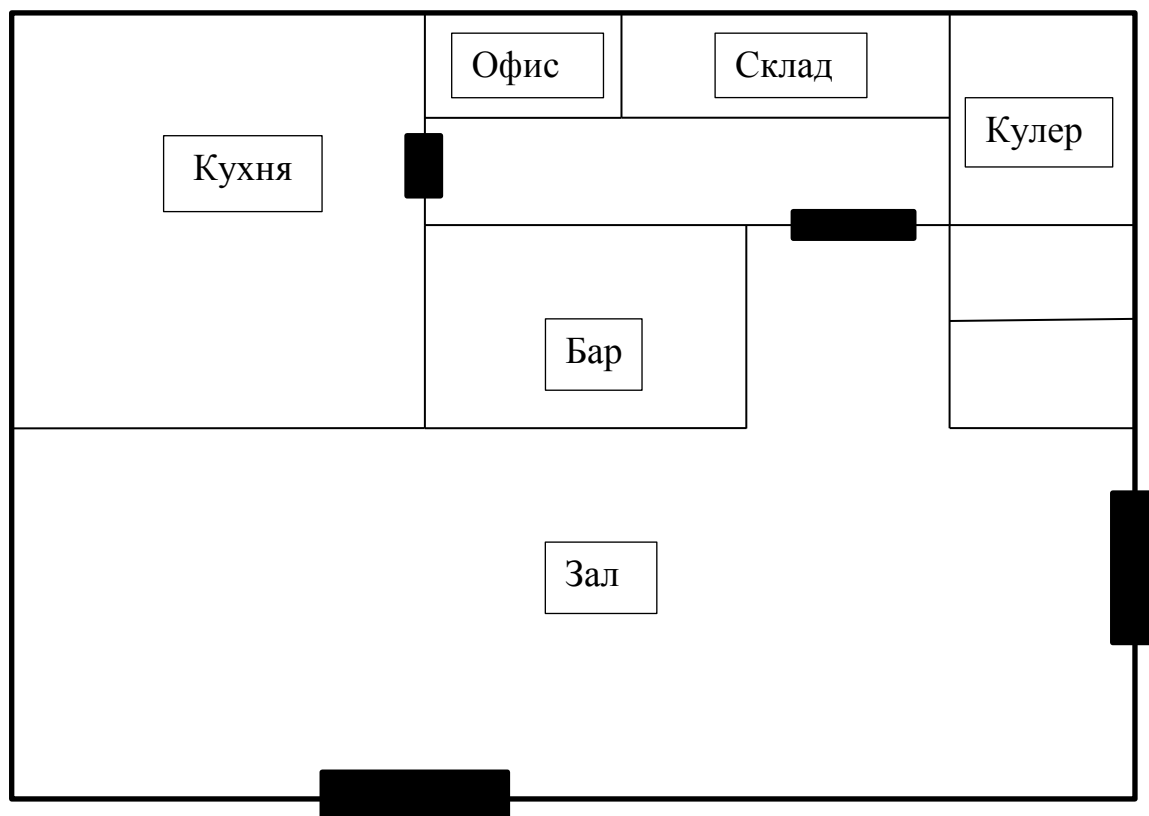 Офис
Склад
Кулер
Кухня
Бар
Зал